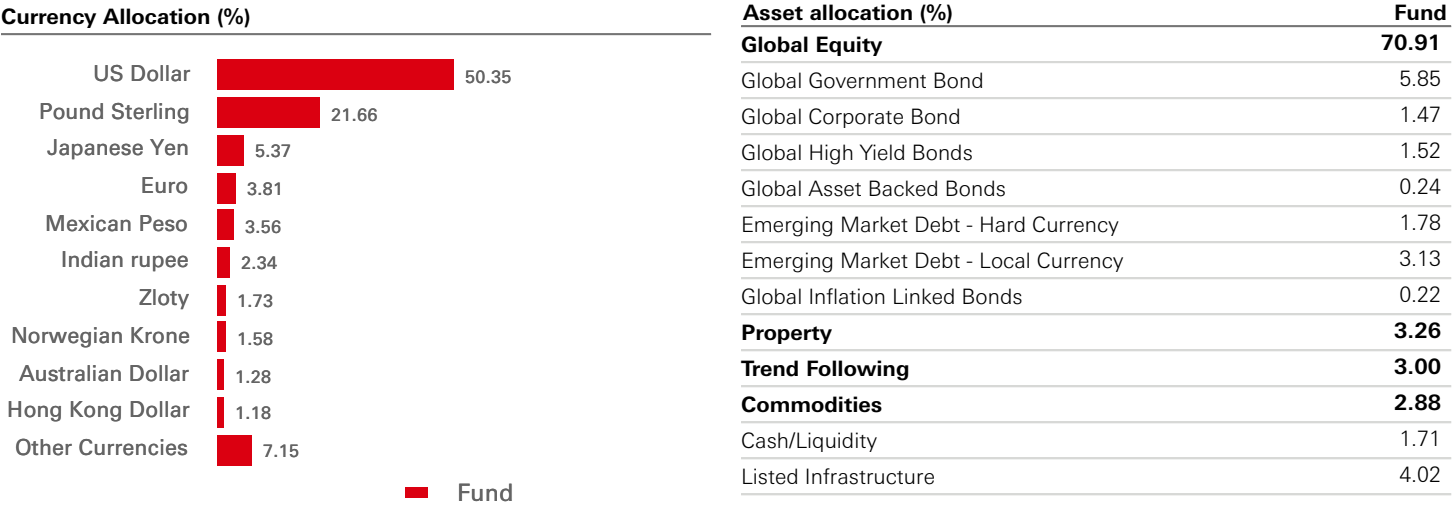 Currency Allocation (%)
US Dollar 50.35
Pound Sterling 21.66
Japanese Yen 5.37
Euro 3.81
Mexican Peso 3.56
Indian rupee 2.34
Zloty 1.73
Norwegian Krone 1.58
Australian Dollar 1.28
Hong Kong Dollar 1.18
Other Currencies 7.15
Fund
Asset allocation (%) Fund
Global Equity 70.91
Global Government Bond 5.85
Global Corporate Bond 1.47
Global High Yield Bonds 1.52
Global Asset Backed Bonds 0.24
Emerging Market Debt - Hard Currency 1.78
Emerging Market Debt - Local Currency 3.13
Global Inflation Linked Bonds 0.22
Property 3.26
Trend Following 3.00
Commodities 2.88
Cash/Liquidity 1.71
Listed Infrastructure 4.02